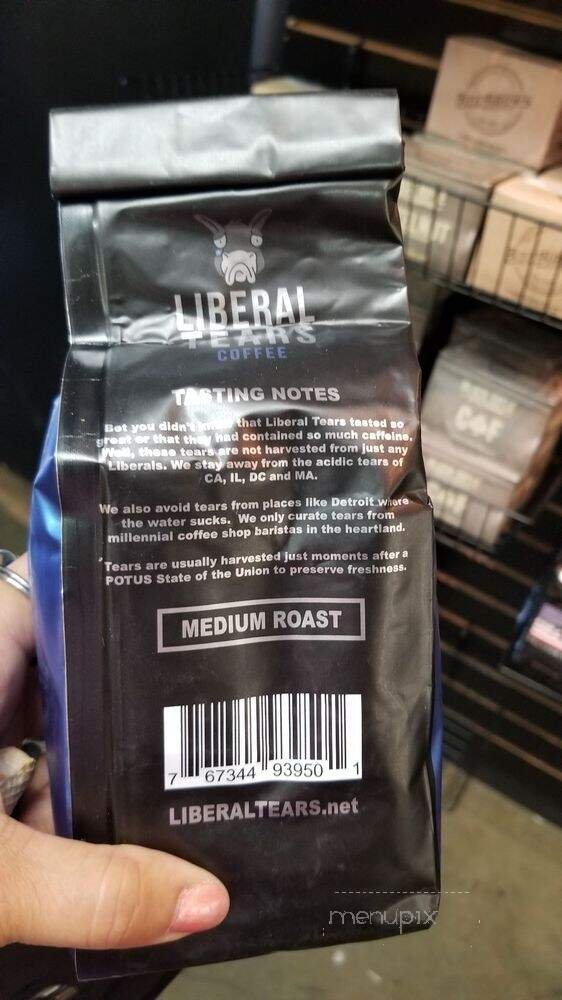 LIBERAL
TEARS
COFFEE
TASTING NOTES
Bet you didn't know that Liberal Tears tasted so
great or that they had contained so much caffeine.
Well, these tears are not harvested from just any
Liberals. We stay away from the acidic tears of
CA, IL, DC and MA.
We also avoid tears from places like Detroit where
the water sucks. We only curate tears from
millennial coffee shop baristas in the heartland.
*Tears are usually harvested just moments after a
POTUS State of the Union to preserve freshness.
MEDIUM ROAST
7 67344 93950 1
LIBERALTEARS.net
menupix